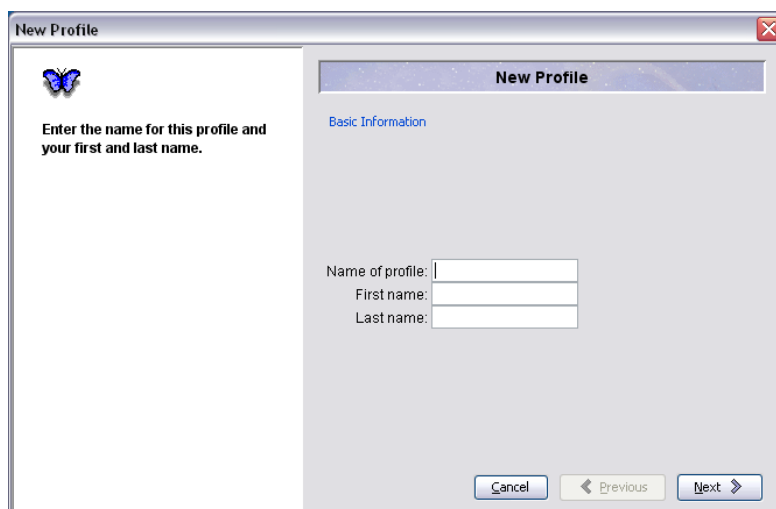 New Profile
Enter the name for this profile and
your first and last name.
New Profile
Basic Information
Name of profile:
First name:
Last name:
Cancel
Previous
Next